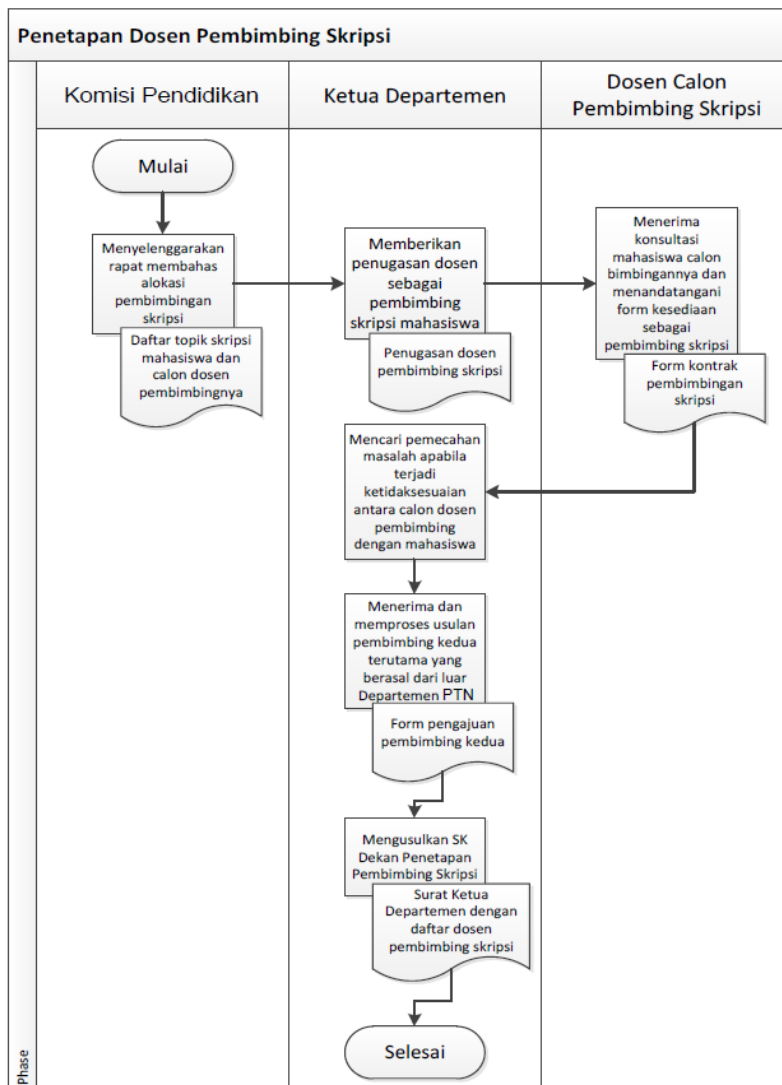 Penetapan Dosen Pembimbing Skripsi
Komisi Pendidikan
Ketua Departemen
Dosen Calon
Pembimbing Skripsi
Mulai
Menyelenggarakan
rapat membahas
alokasi
pembimbingan
skripsi
Daftar topik skripsi
mahasiswa dan
calon dosen
pembimbingnya
Memberikan
penugasan dosen
sebagai
pembimbing
skripsi mahasiswa
Penugasan dosen
pembimbing skripsi
Menerima
konsultasi
mahasiswa calon
bimbingannya dan
menandatangani
form kesediaan
sebagai
pembimbing skripsi
Form kontrak
pembimbingan
skripsi
Mencari pemecahan
masalah apabila
terjadi
ketidaksesuaian
antara calon dosen
pembimbing
dengan mahasiswa
Menerima dan
memproses usulan
pembimbing kedua
terutama yang
berasal dari luar
Departemen PTN
Form pengajuan
pembimbing kedua
Mengusulkan SK
Dekan Penetapan
Pembimbing Skripsi
Surat Ketua
Departemen dengan
daftar dosen
pembimbing skripsi
Selesai
Phase